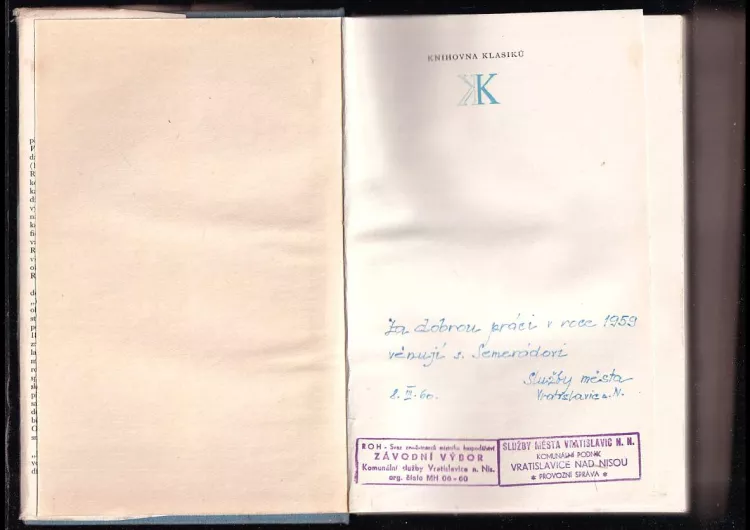 KNIHOVNA KLASIKŮ
KK
Za dobrou práci v roce 1959
věnují s. Semerádovi
Služby města
8. III. 60. Vratislavice n. N.
ROH - Svaz zaměstnanců místního hospodářství
ZÁVODNÍ VÝBOR
Komunální služby Vratislavice n. Nis.
org. číslo MH 06-60
SLUŽBY MĚSTA VRATISLAVIC N. N.
KOMUNÁLNÍ PODNIK
VRATISLAVICE NAD NISOU
* PROVOZNÍ SPRÁVA *